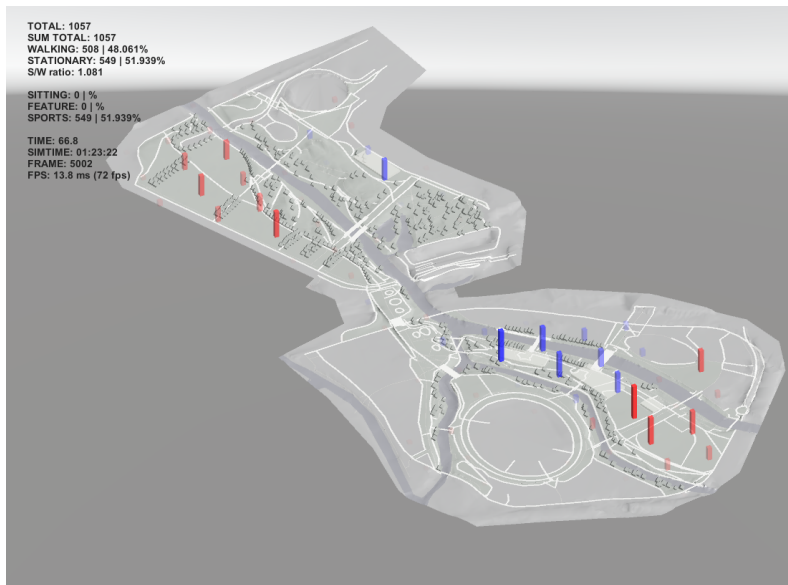 TOTAL: 1057
SUM TOTAL: 1057
WALKING: 508 | 48.061%
STATIONARY: 549 | 51.939%
S/W ratio: 1.081
SITTING: 0 | %
FEATURE: 0 | %
SPORTS: 549 | 51.939%
TIME: 66.8
SIMTIME: 01:23:22
FRAME: 5002
FPS: 13.8 ms (72 fps)